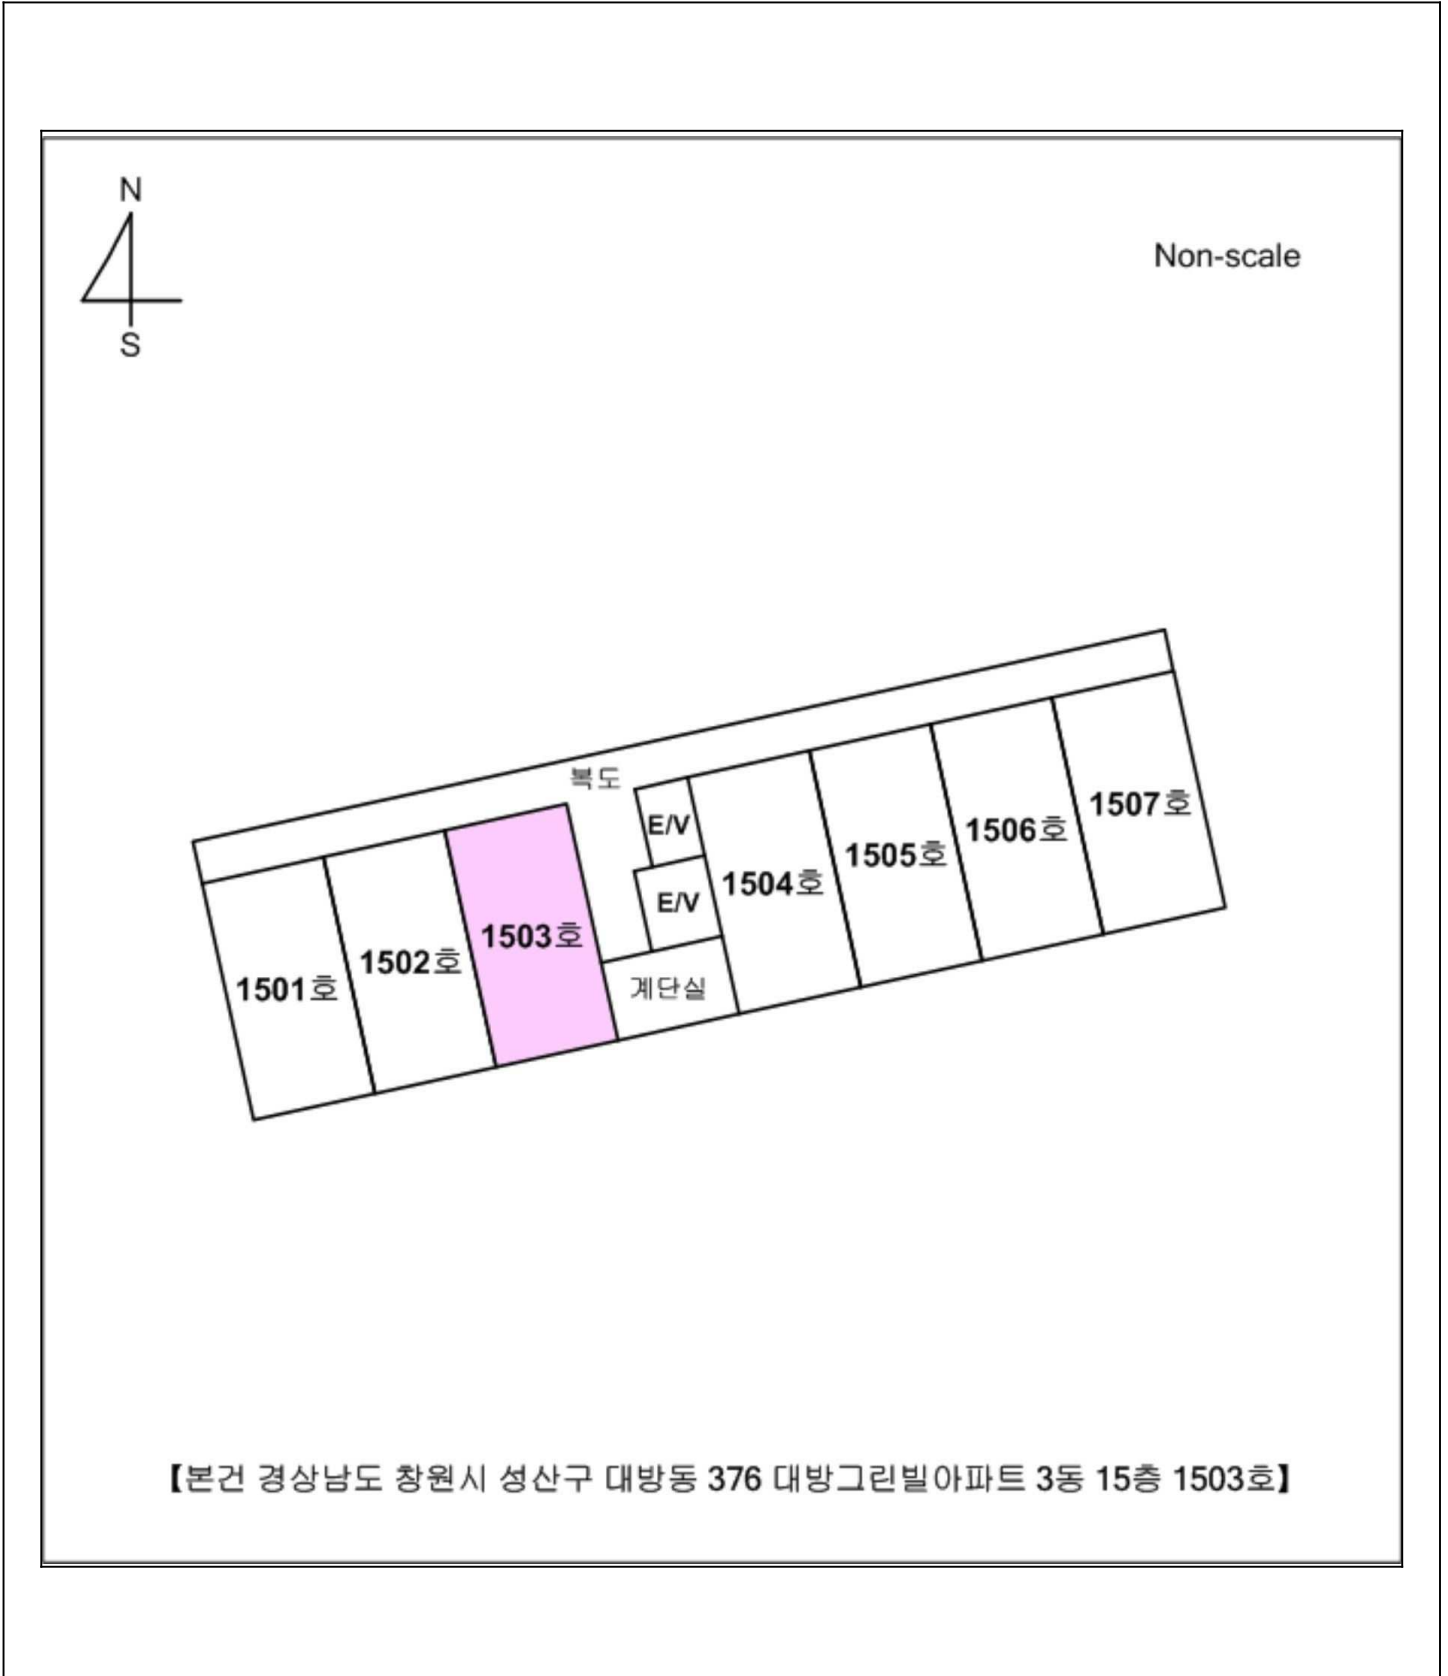 N
Non-scale
S
복도
E/V
E/V
계단실
1501호
1502호
1503호
1504호
1505호
1506호
1507호
【본건 경상남도 창원시 성산구 대방동 376 대방그린빌아파트 3동 15층 1503호】